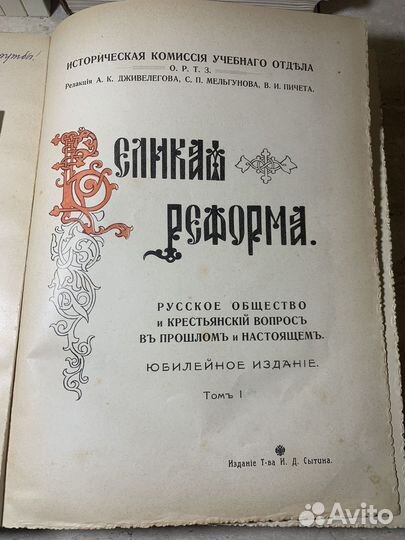 ИСТОРИЧЕСКАЯ КОМИССІЯ УЧЕБНАГО ОТДѢЛА
О. Р. Т. З.
Редакція А. К. ДЖИВЕЛЕГОВА, С. П. МЕЛЬГУНОВА, В. И. ПИЧЕТА.
ВЕЛИКАЯ
РЕФОРМА.
РУССКОЕ ОБЩЕСТВО
и КРЕСТЬЯНСКІЙ ВОПРОСЪ
ВЪ ПРОШЛОМЪ и НАСТОЯЩЕМЪ.
ЮБИЛЕЙНОЕ ИЗДАНІЕ.
Томъ I
Изданіе Т-ва И. Д. Сытина.
Avito